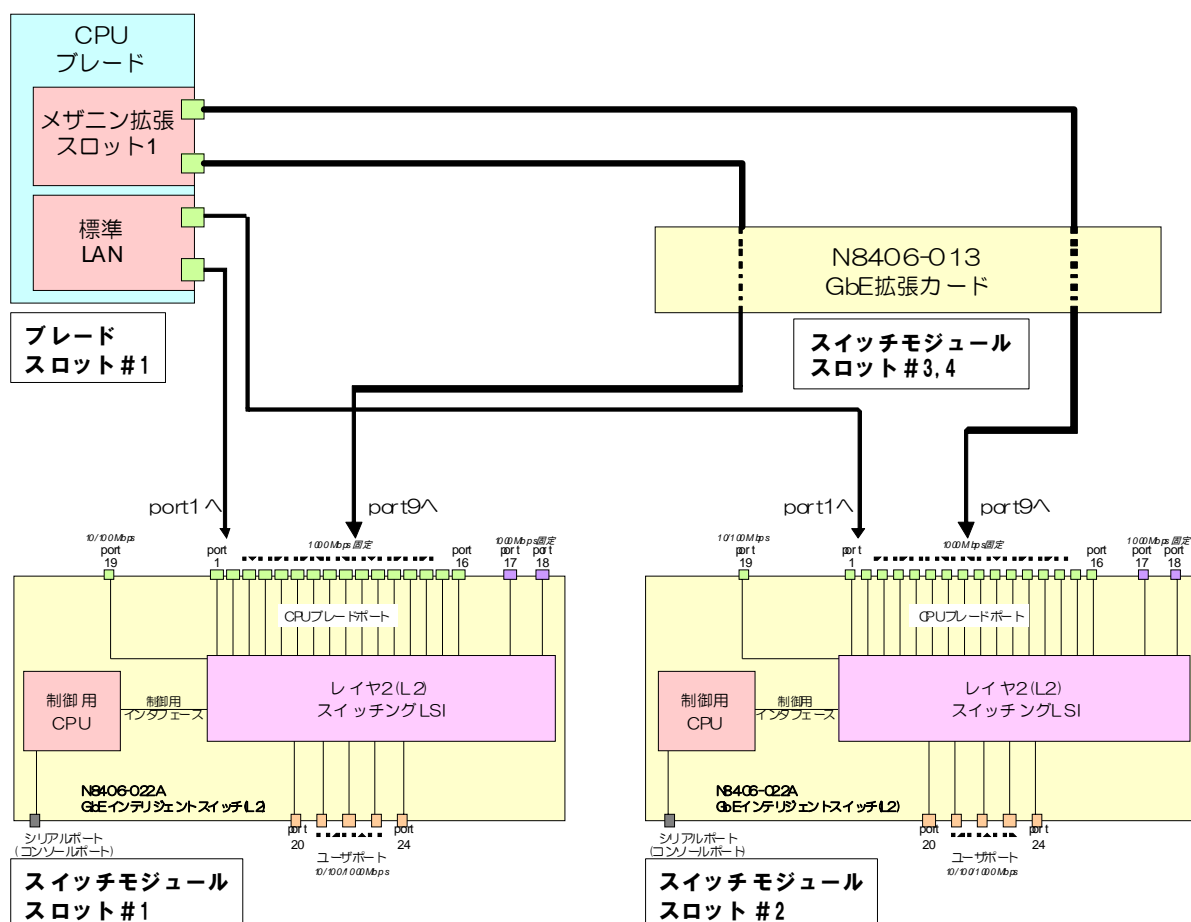 CPU
ブレード
メザニン拡張
スロット1
標準
LAN
ブレード
スロット#1
N8406-013
GbE拡張カード
スイッチモジュール
スロット#3,4
port1へ
port9へ
port1へ
port9へ
10/100Mbps
port
19
port
1
1000Mbps固定
port
16
1000Mbps固定
port
17
port
18
CPUブレードポート
制御用
CPU
制御用
インタフェース
レイヤ2(L2)
スイッチングLSI
N8406-022A
GbEインテリジェントスイッチ(L2)
シリアルポート
(コンソールポート)
port
20
port
24
ユーザポート
10/100/1000Mbps
スイッチモジュール
スロット#1
10/100Mbps
port
19
port
1
1000Mbps固定
port
16
1000Mbps固定
port
17
port
18
CPUブレードポート
制御用
CPU
制御用
インタフェース
レイヤ2(L2)
スイッチングLSI
N8406-022A
GbEインテリジェントスイッチ(L2)
シリアルポート
(コンソールポート)
port
20
port
24
ユーザポート
10/100/1000Mbps
スイッチモジュール
スロット#2